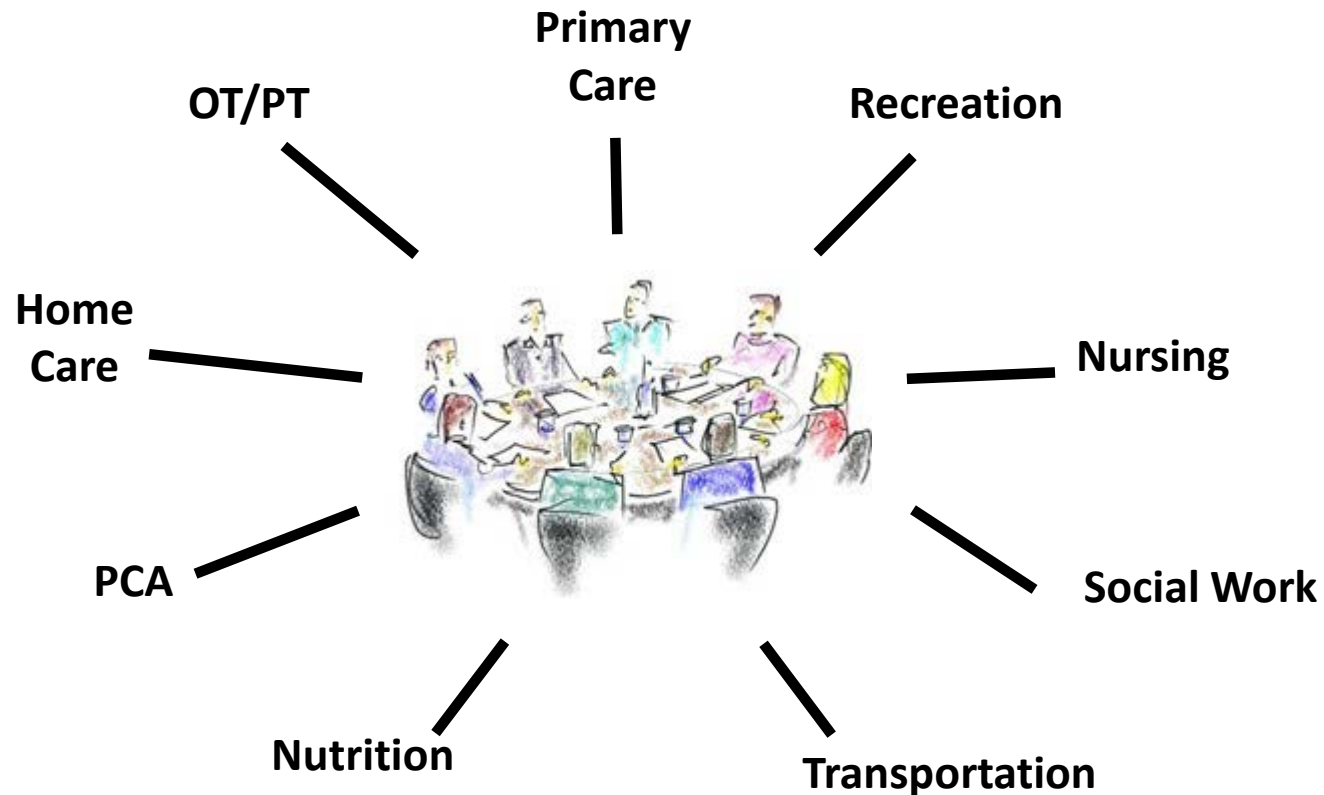 Primary
Care
OT/PT
Recreation
Home
Care
Nursing
PCA
Social Work
Nutrition
Transportation